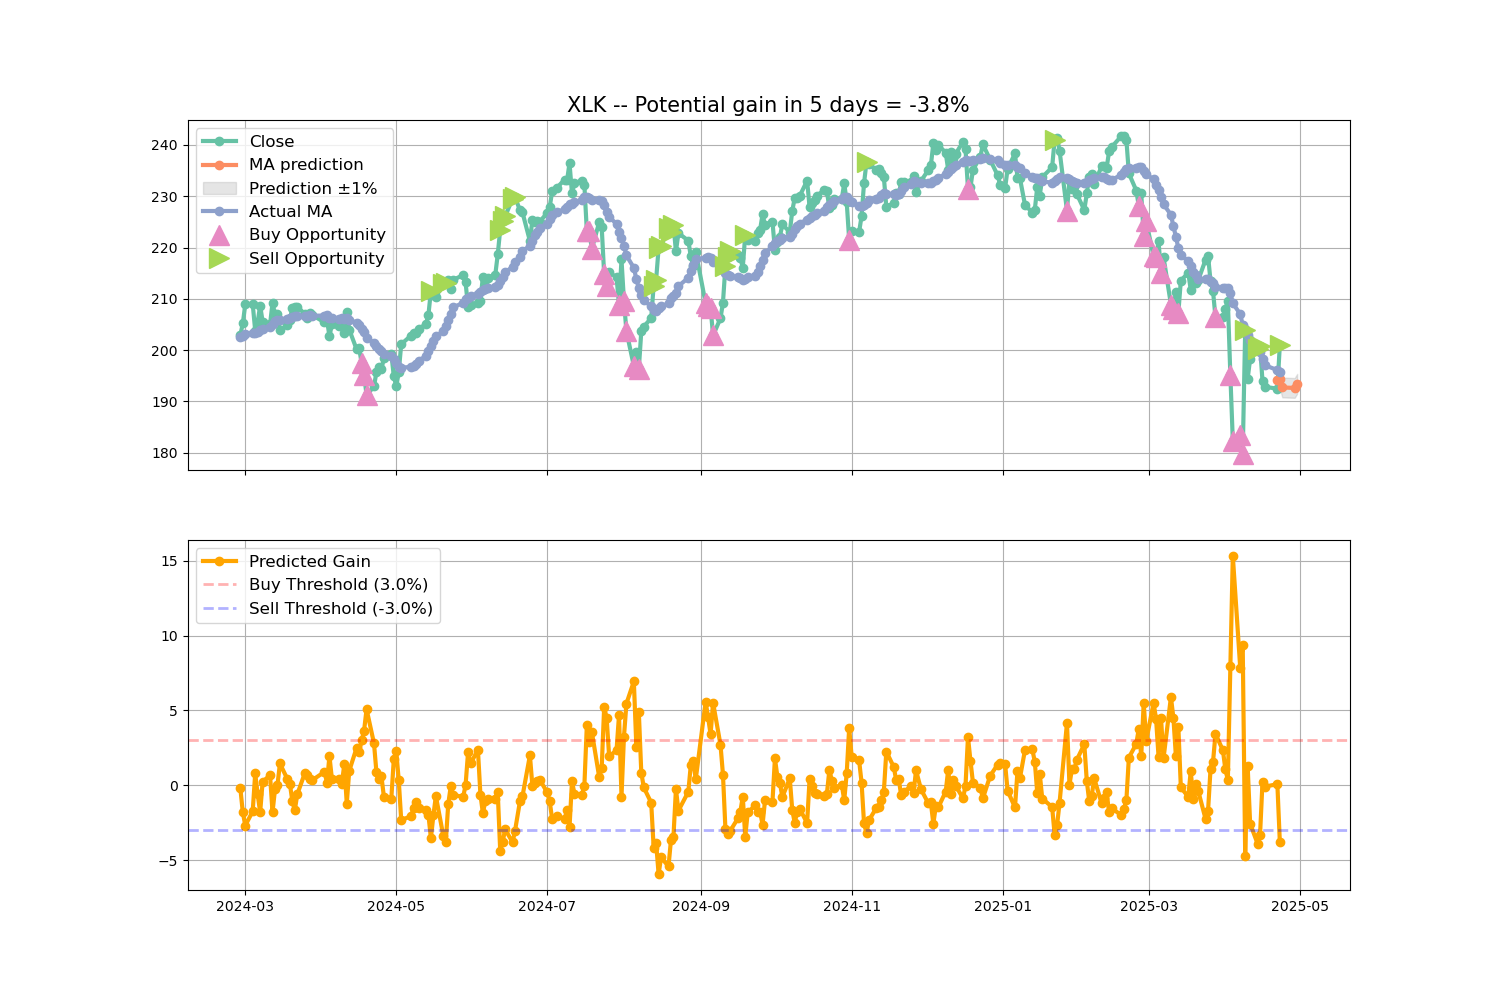 XLK -- Potential gain in 5 days = -3.8%
240
230
220
210
200
190
180
Close
MA prediction
Prediction ±1%
Actual MA
Buy Opportunity
Sell Opportunity
15
10
5
0
−5
Predicted Gain
Buy Threshold (3.0%)
Sell Threshold (-3.0%)
2024-03
2024-05
2024-07
2024-09
2024-11
2025-01
2025-03
2025-05